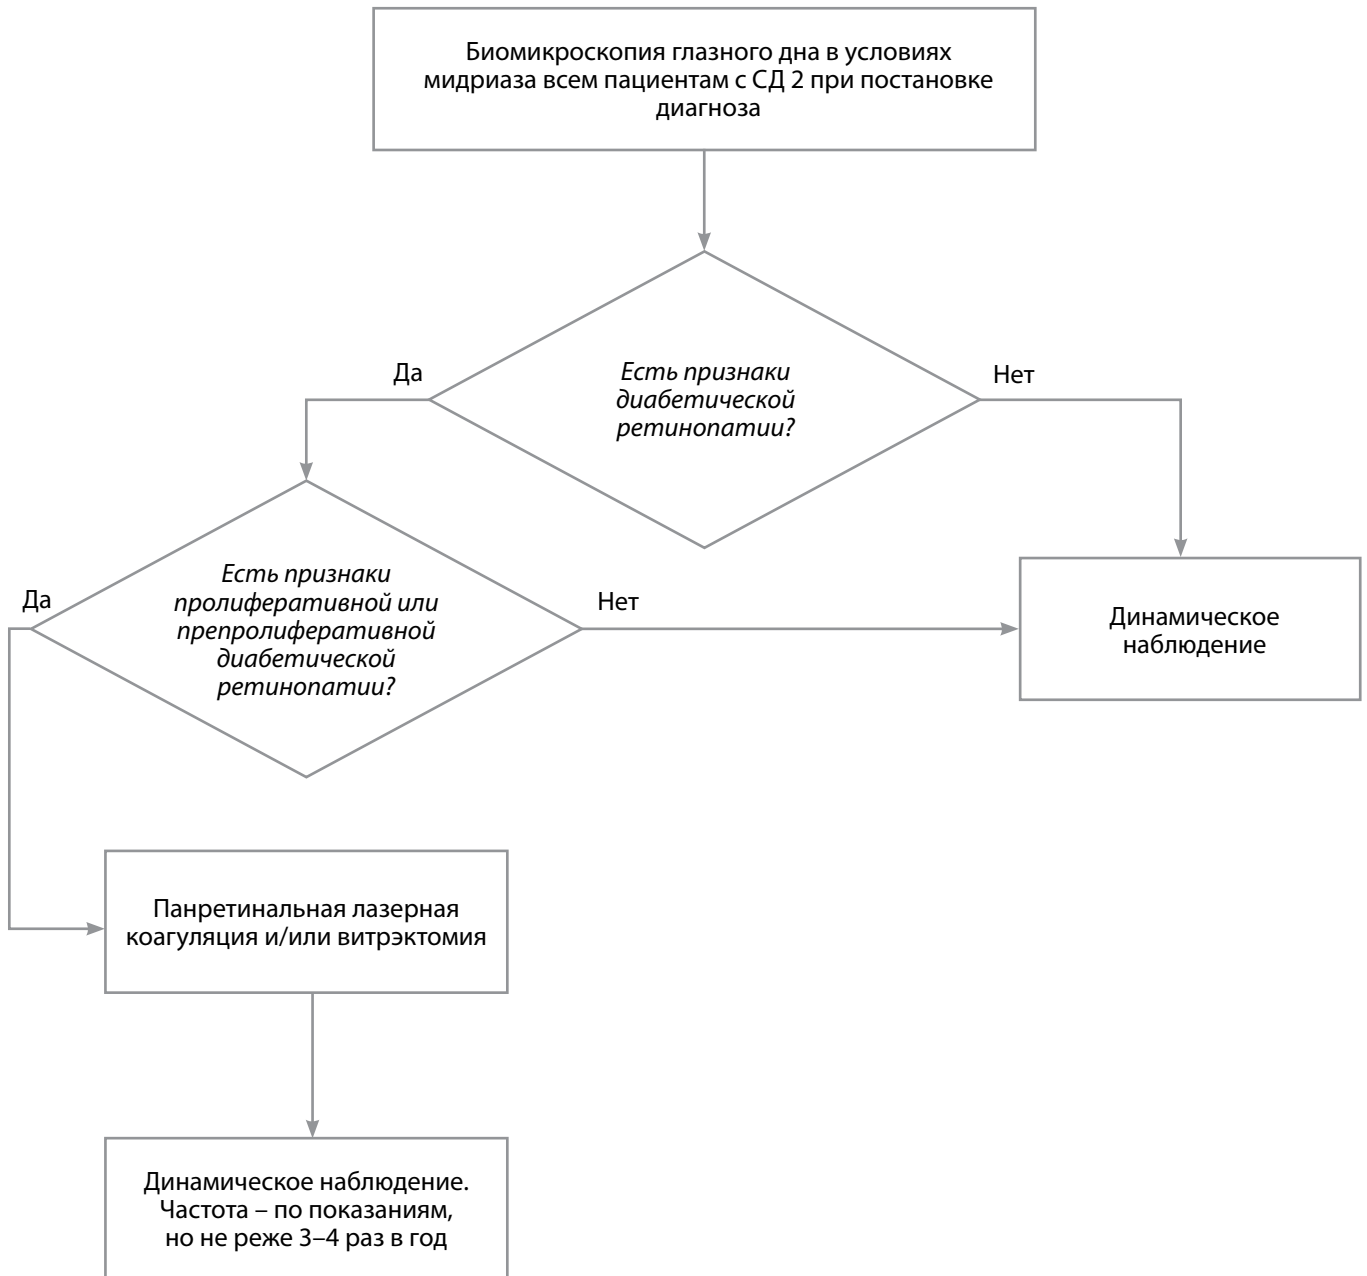 Биомикроскопия глазного дна в условиях
мидриаза всем пациентам с СД 2 при постановке
диагноза
Да
Есть признаки
диабетической
ретинопатии?
Нет
Да
Есть признаки
пролиферативной или
препролиферативной
диабетической
ретинопатии?
Нет
Динамическое
наблюдение
Панретинальная лазерная
коагуляция и/или витрэктомия
Динамическое наблюдение.
Частота – по показаниям,
но не реже 3–4 раз в год